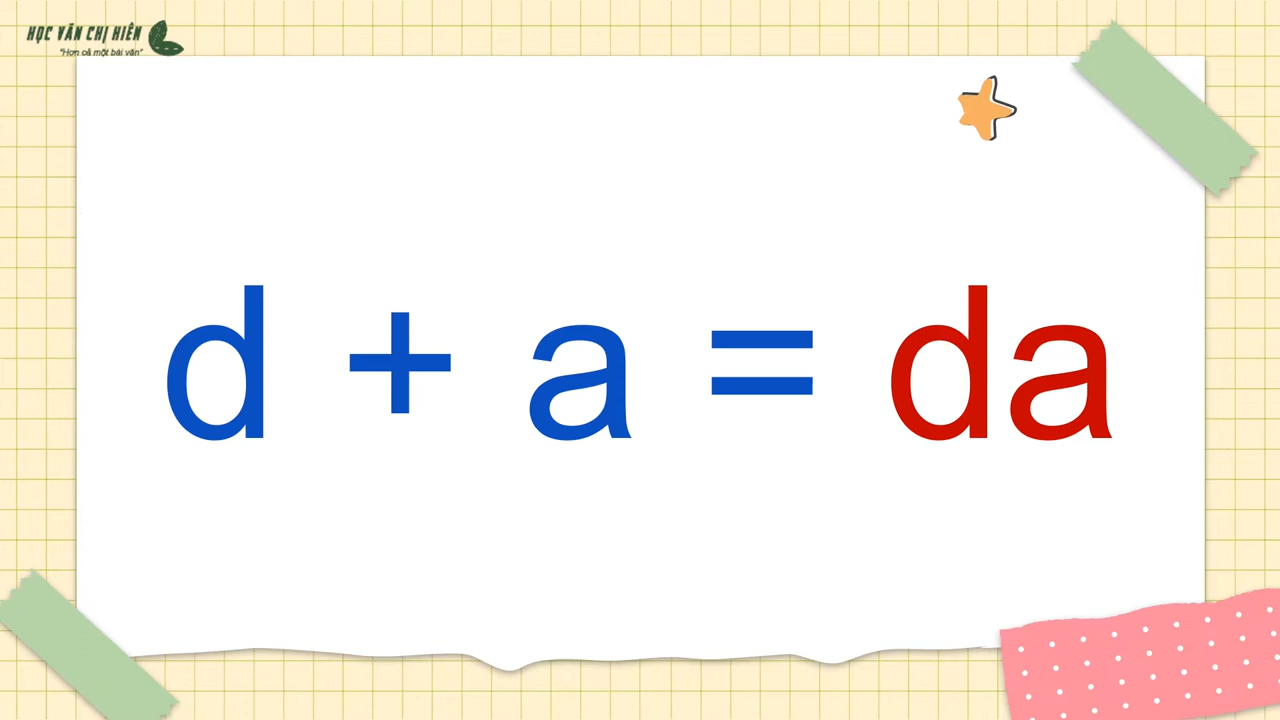 HỌC VĂN CHỊ HIÊN
"Hơn cả một bài văn"
d + a = da